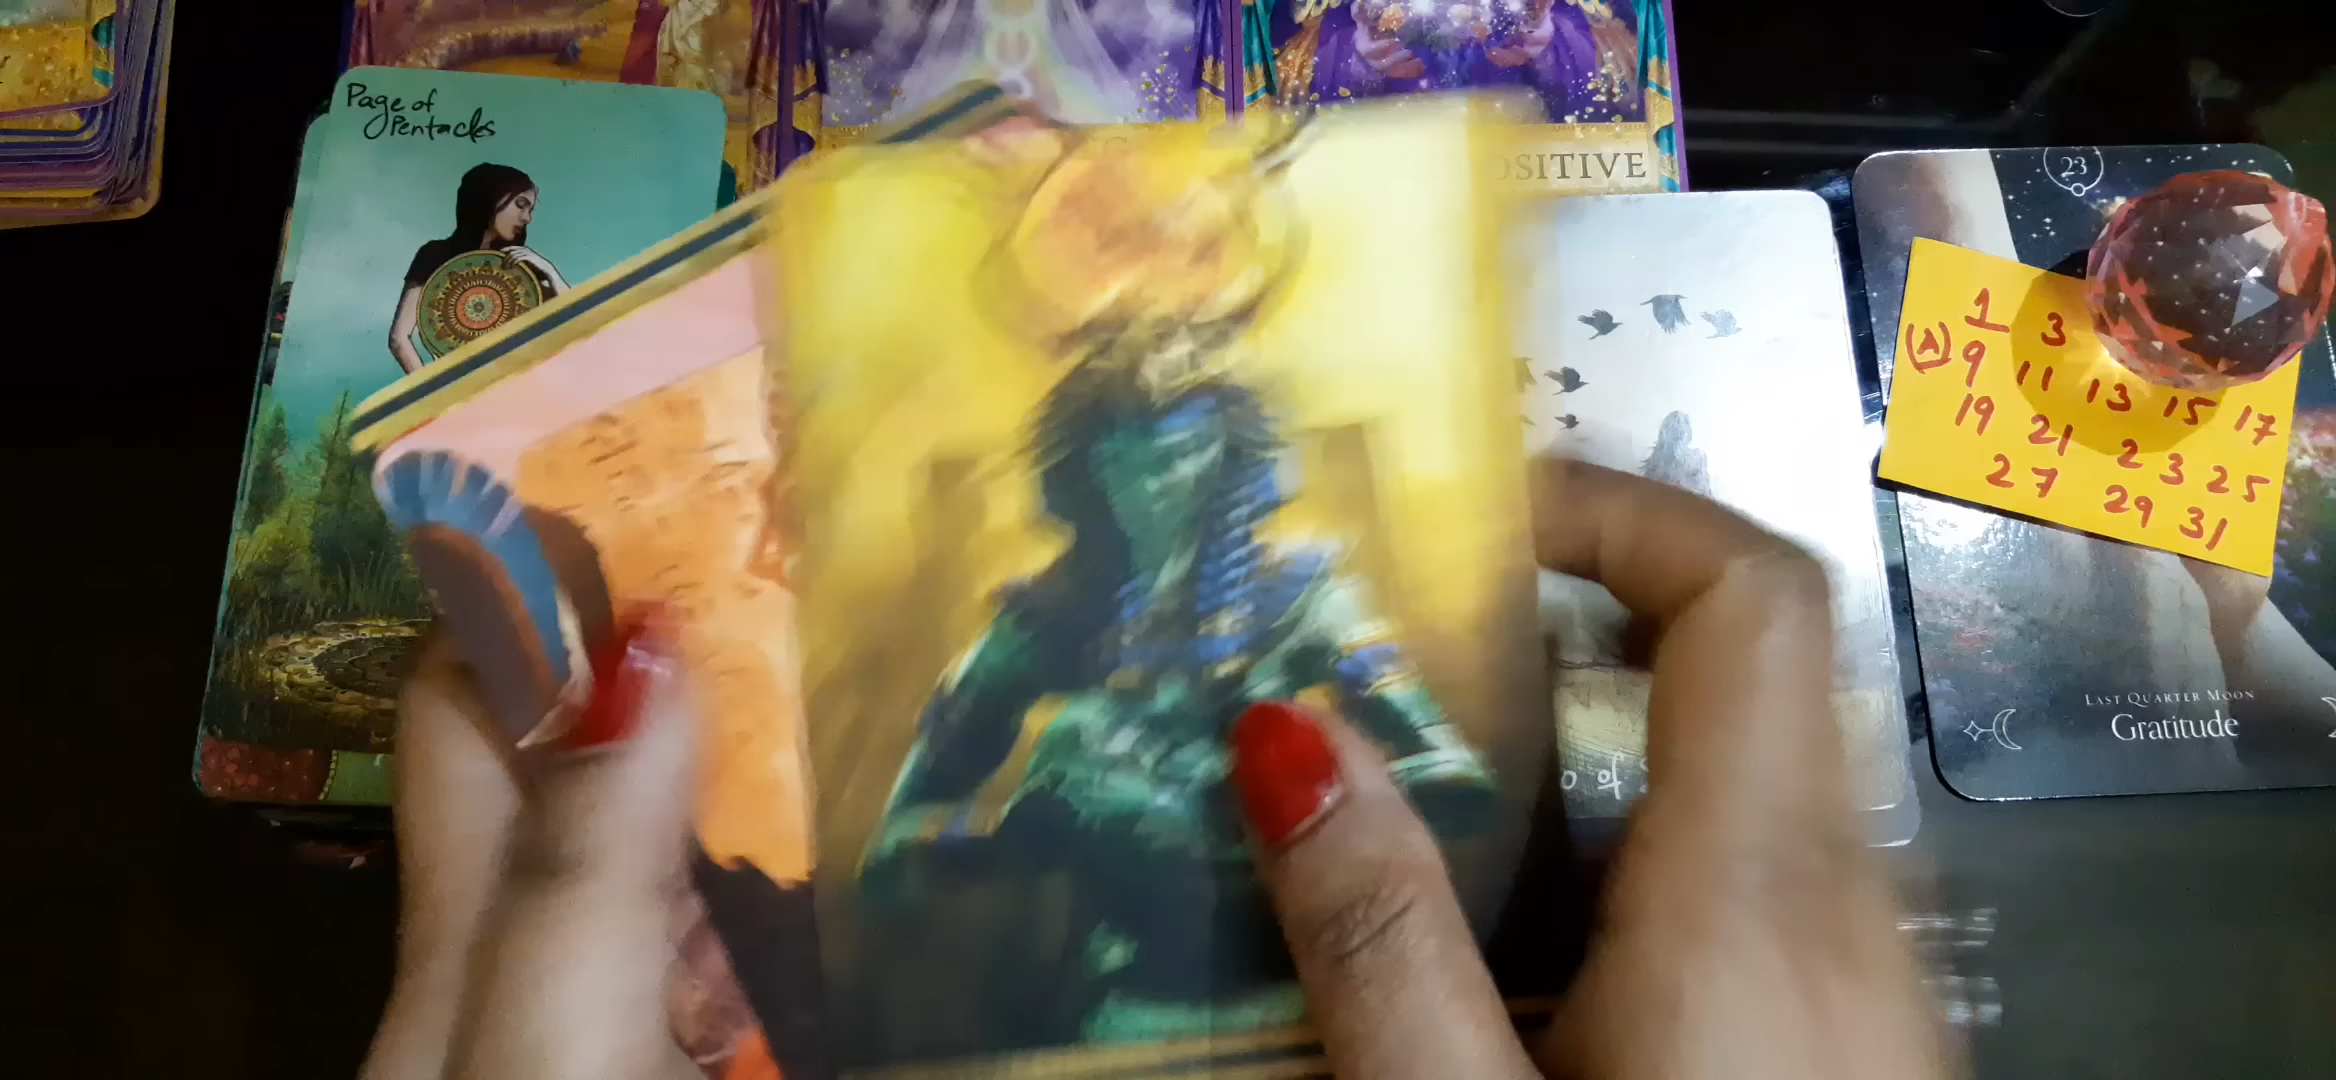 Page of
Pentacles
OSITIVE
23
1 3
(A) 9 11 13 15 17
19 21 23 25
27 29 31
LAST QUARTER MOON
Gratitude
of